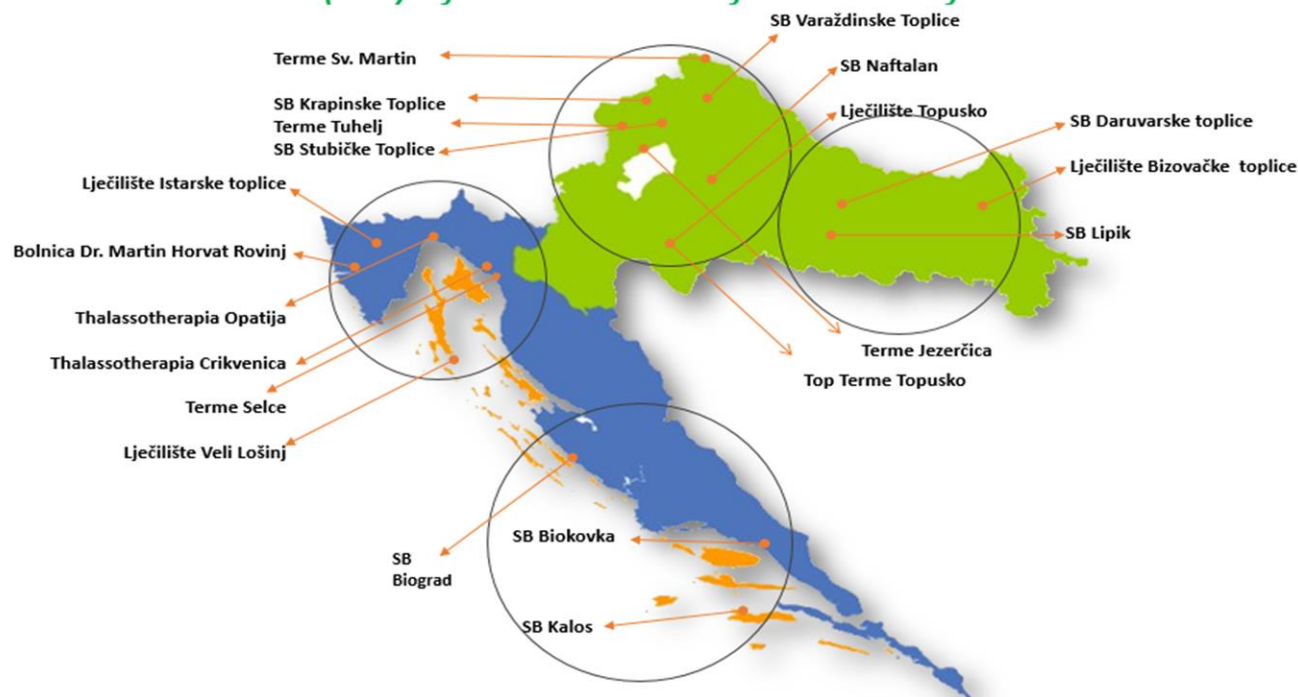 SB Varaždinske Toplice
Terme Sv. Martin
SB Naftalan
SB Krapinske Toplice
Lječilište Topusko
Terme Tuhelj
SB Daruvarske toplice
SB Stubičke Toplice
Lječilište Bizovačke toplice
Lječilište Istarske toplice
SB Lipik
Bolnica Dr. Martin Horvat Rovinj
Thalassotherapia Opatija
Terme Jezerčica
Thalassotherapia Crikvenica
Top Terme Topusko
Terme Selce
Lječilište Veli Lošinj
SB Biokovka
SB
Biograd
SB Kalos